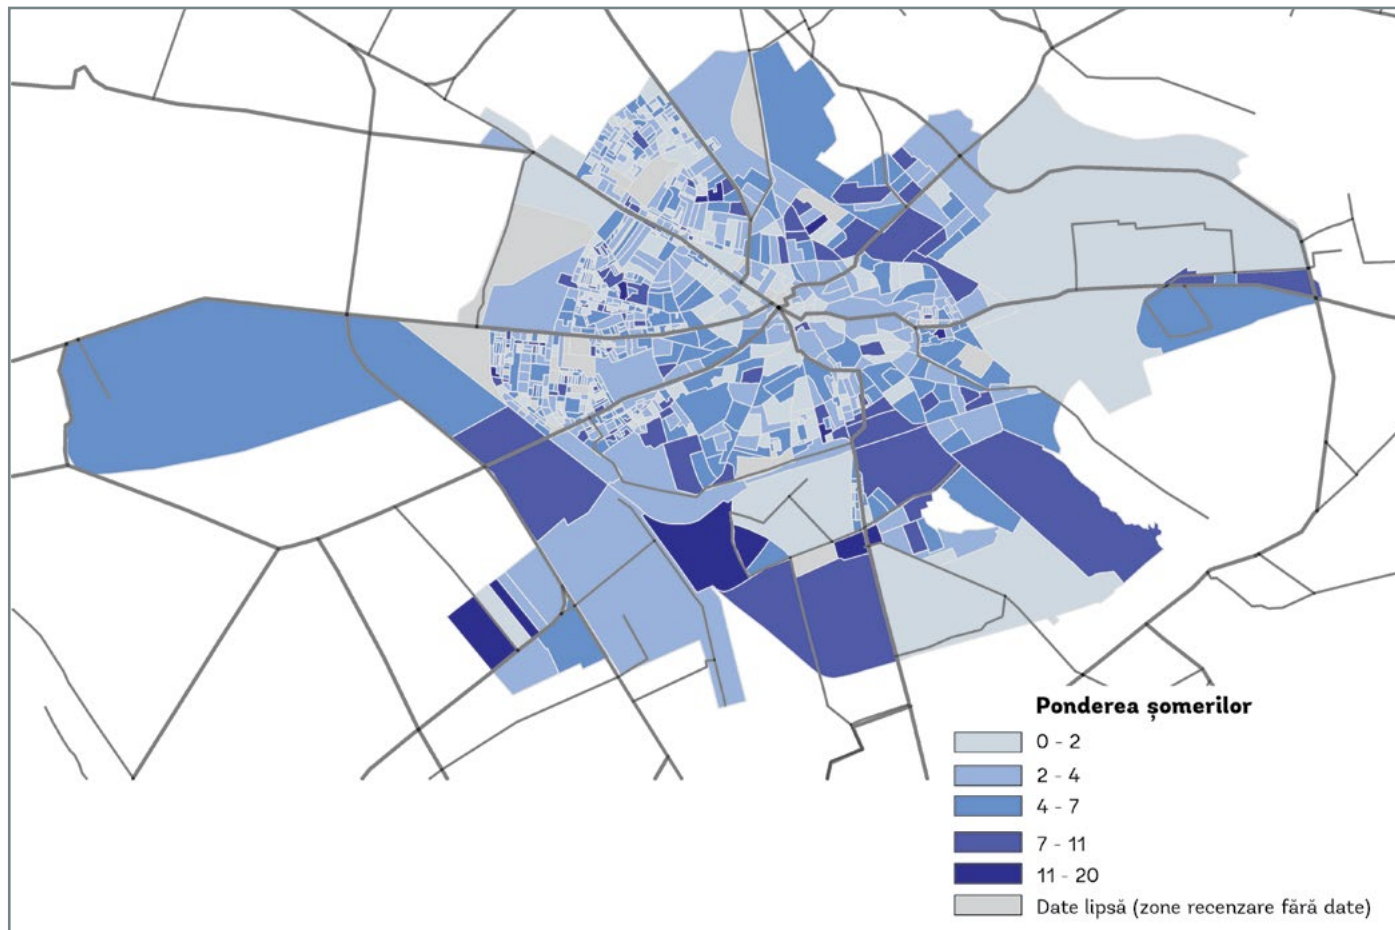 Ponderea șomerilor
0 - 2
2 - 4
4 - 7
7 - 11
11 - 20
Date lipsă (zone recenzare fără date)